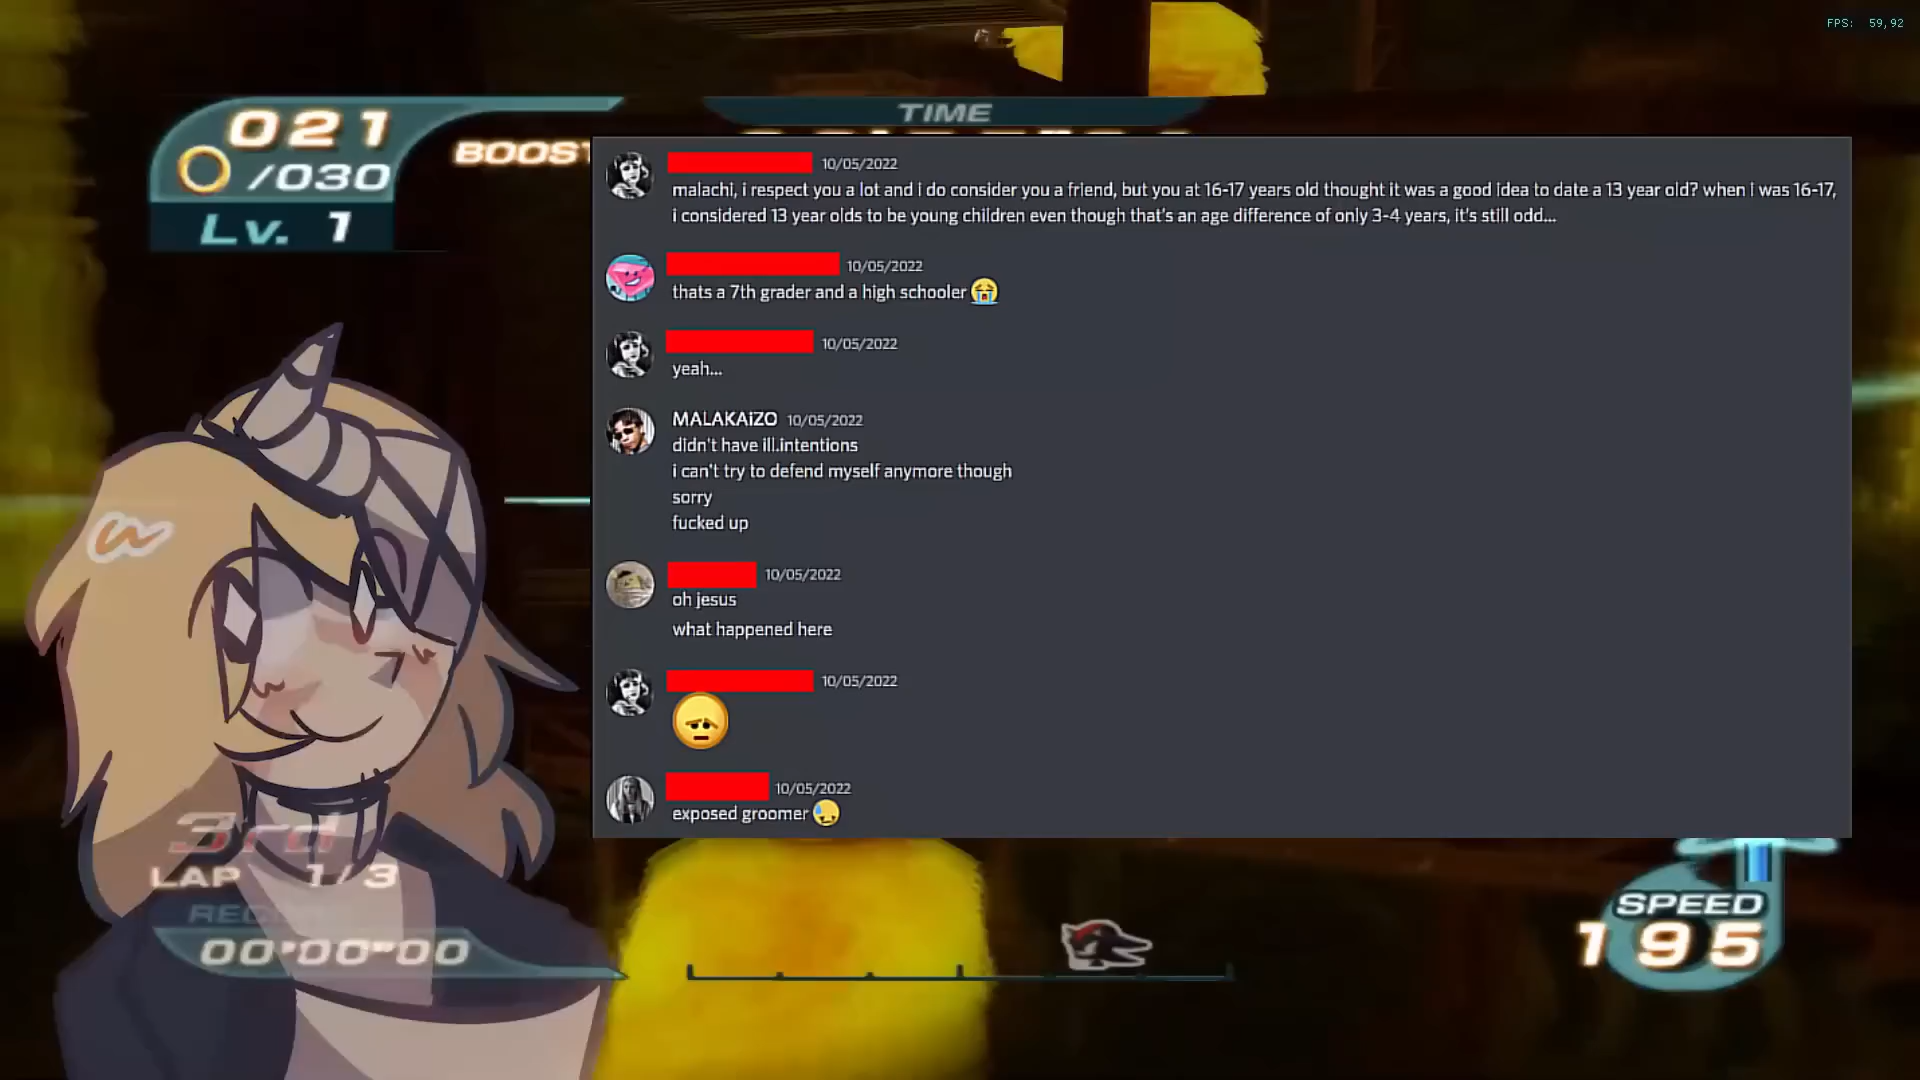 FPS: 59,92
021
/030
Lv. 1
BOOST
TIME
10/05/2022
malachi, i respect you a lot and i do consider you a friend, but you at 16-17 years old thought it was a good idea to date a 13 year old? when i was 16-17,
i considered 13 year olds to be young children even though that's an age difference of only 3-4 years, it's still odd...
10/05/2022
thats a 7th grader and a high schooler
10/05/2022
yeah...
MALAKAiZO 10/05/2022
didn't have ill.intentions
i can't try to defend myself anymore though
sorry
fucked up
10/05/2022
oh jesus
what happened here
10/05/2022
10/05/2022
exposed groomer
3rd
LAP 1/3
00'00"00
SPEED
195